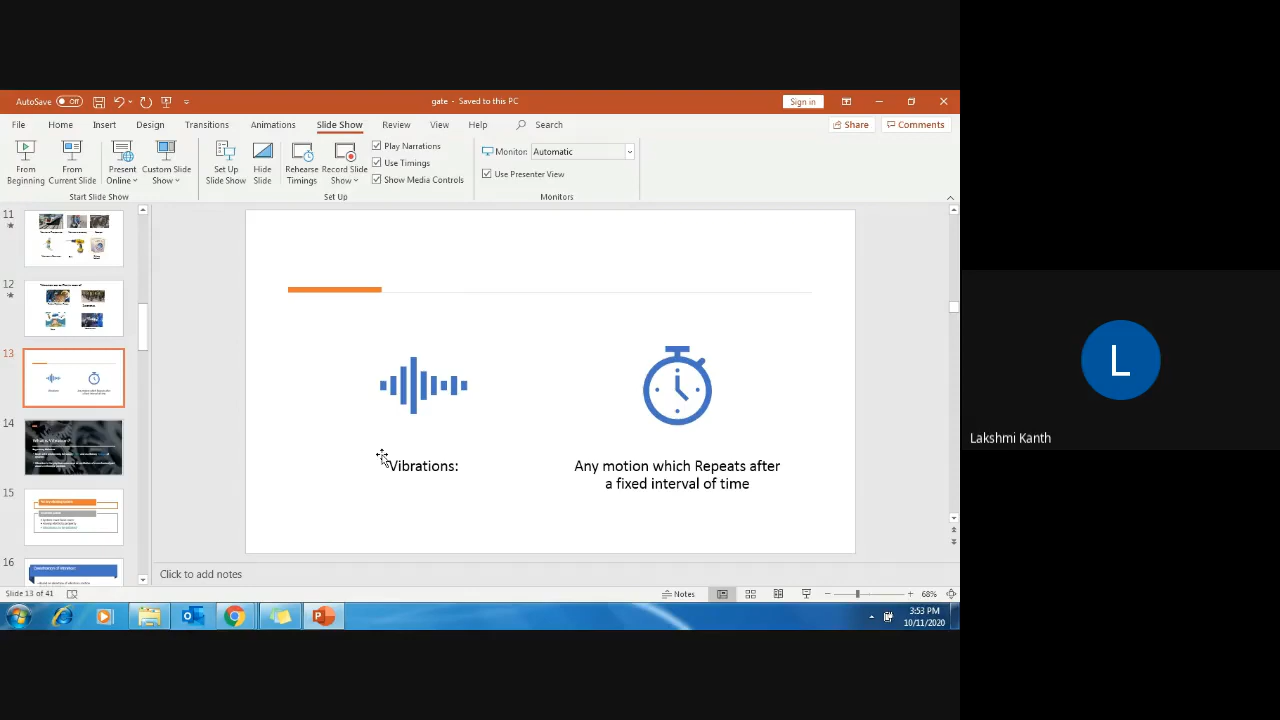 AutoSave Off
gate - Saved to this PC
Sign in
File Home Insert Design Transitions Animations Slide Show Review View Help Search
Share Comments
From Beginning
From Current Slide
Present Online
Custom Slide Show
Set Up Slide Show
Hide Slide
Rehearse Timings
Record Slide Show
Play Narrations
Use Timings
Show Media Controls
Monitor: Automatic
Use Presenter View
Start Slide Show
Set Up
Monitors
11
12
13
14
15
16
Vibrations:
Any motion which Repeats after
a fixed interval of time
L
Lakshmi Kanth
Click to add notes
Slide 13 of 41
Notes
68%
3:53 PM
10/11/2020